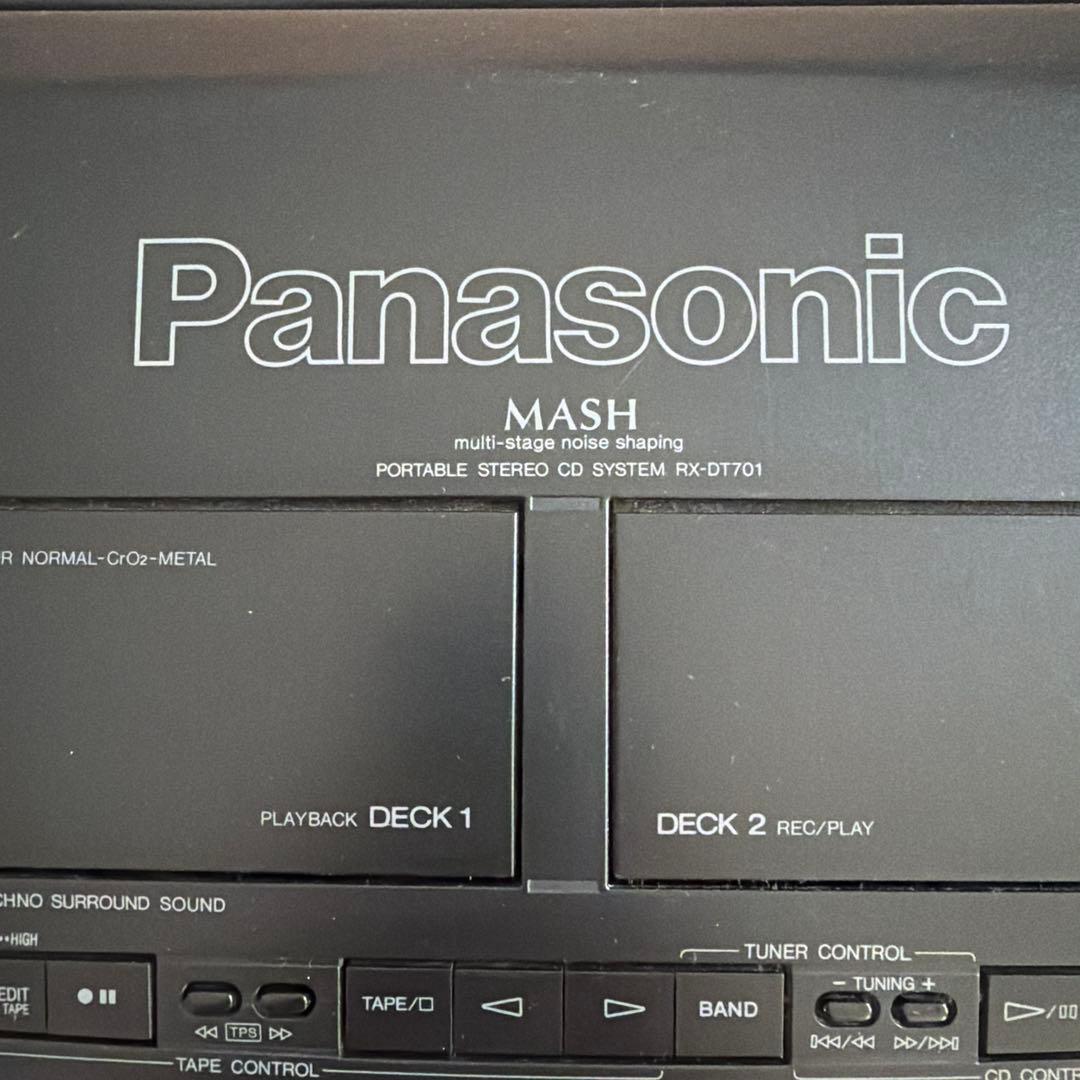 Panasonic
MASH
multi-stage noise shaping
PORTABLE STEREO CD SYSTEM RX-DT701
NORMAL-CrO2-METAL
PLAYBACK DECK 1
DECK 2 REC/PLAY
SURROUND SOUND
HIGH
EDIT
TAPE
TAPE/□
TUNER CONTROL
BAND
− TUNING +
TPS
TAPE CONTROL
CD